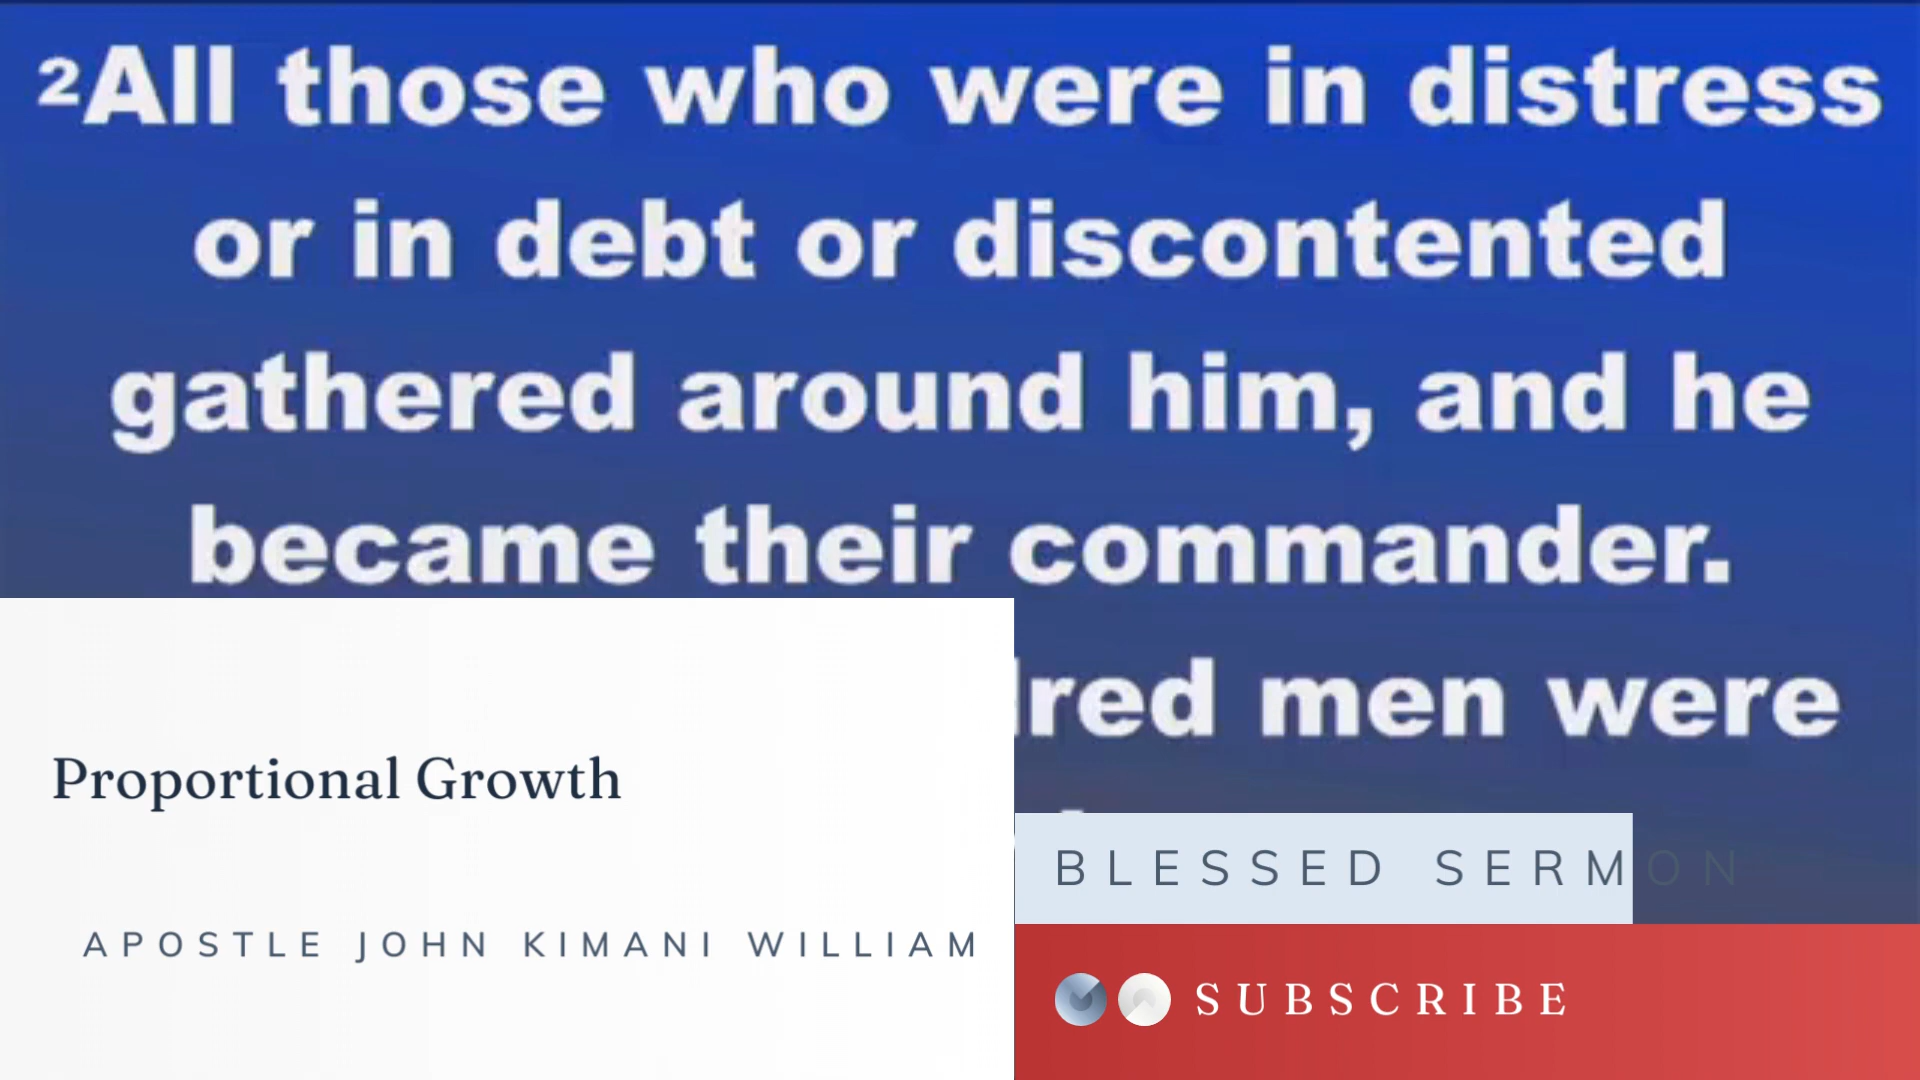 ²All those who were in distress
or in debt or discontented
gathered around him, and he
became their commander.
men were
Proportional Growth
APOSTLE JOHN KIMANI WILLIAM
BLESSED SERMON
SUBSCRIBE